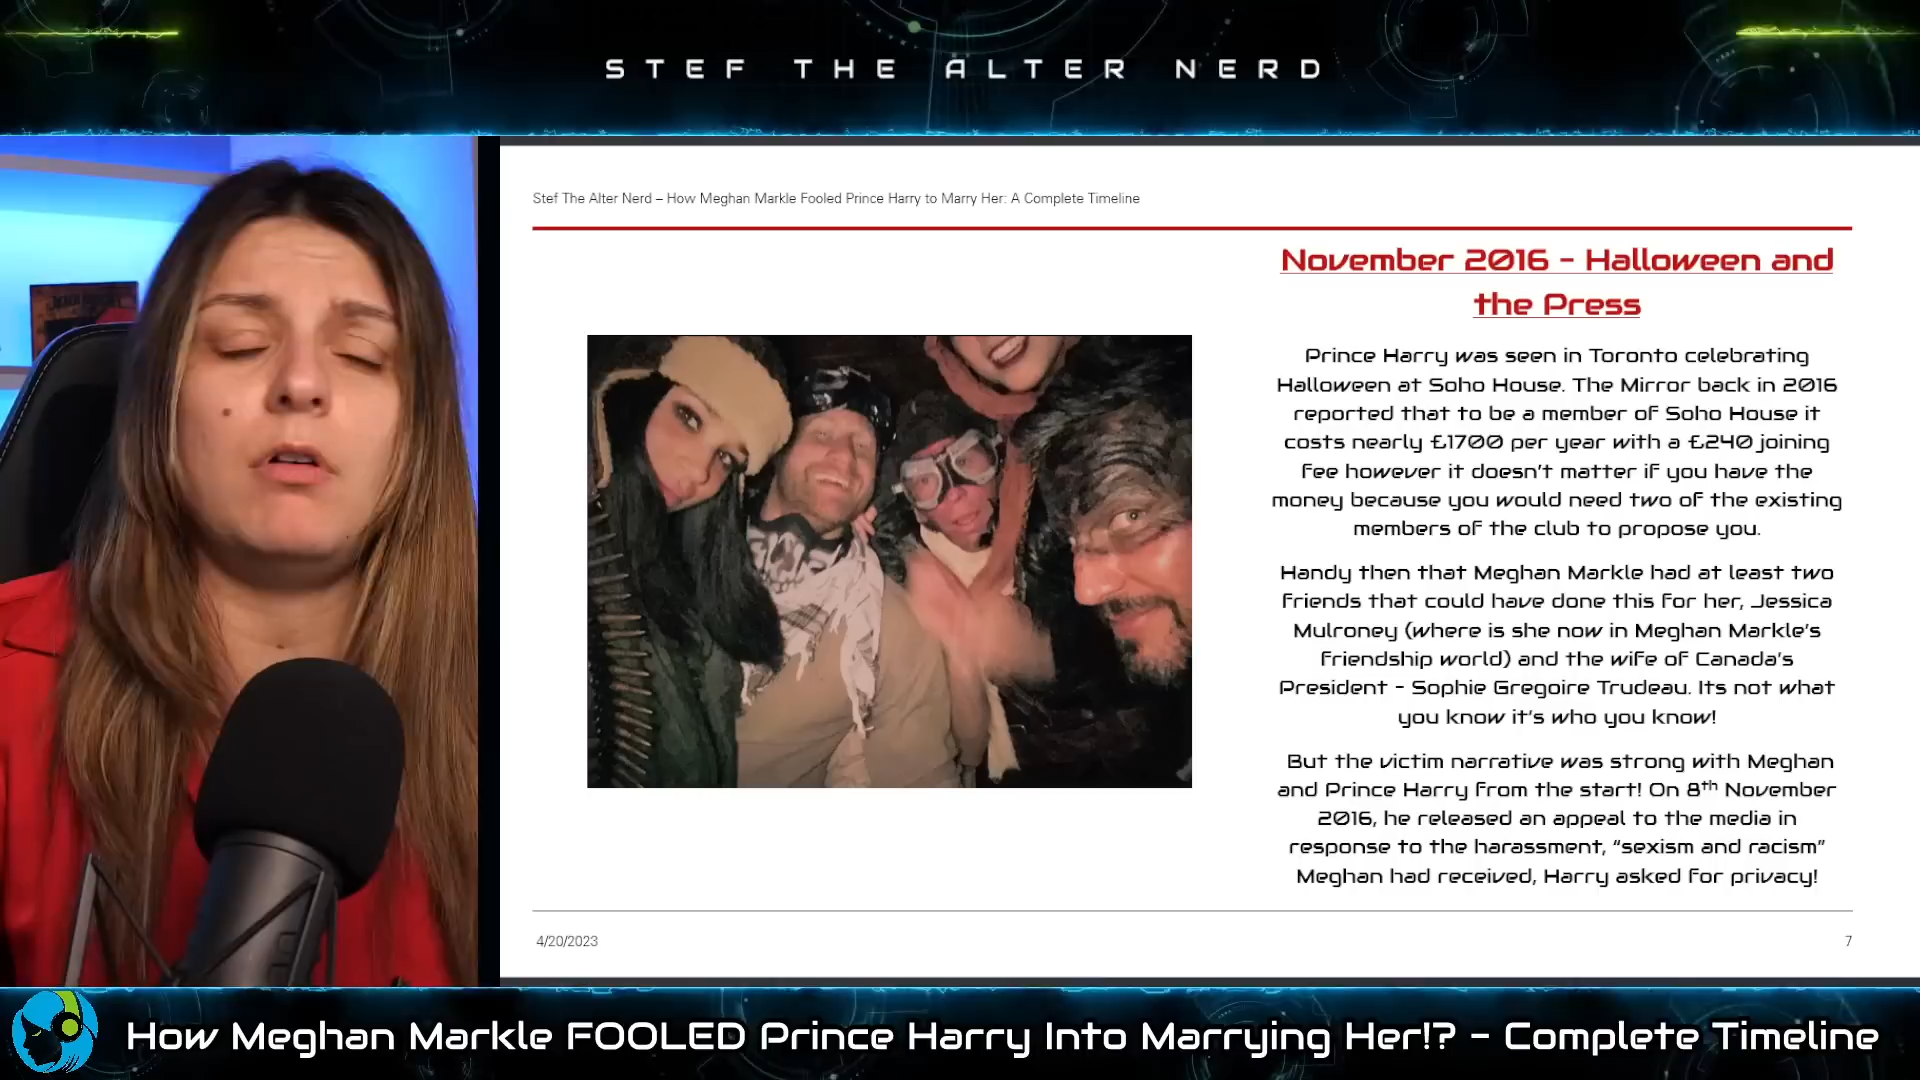 STEF THE ALTER NERD
Stef The Alter Nerd – How Meghan Markle Fooled Prince Harry to Marry Her: A Complete Timeline
November 2016 - Halloween and
the Press
Prince Harry was seen in Toronto celebrating
Halloween at Soho House. The Mirror back in 2016
reported that to be a member of Soho House it
costs nearly £1700 per year with a £240 joining
fee however it doesn't matter if you have the
money because you would need two of the existing
members of the club to propose you.
Handy then that Meghan Markle had at least two
friends that could have done this for her, Jessica
Mulroney (where is she now in Meghan Markle's
friendship world) and the wife of Canada's
President - Sophie Gregoire Trudeau. Its not what
you know it's who you know!
But the victim narrative was strong with Meghan
and Prince Harry from the start! On 8th November
2016, he released an appeal to the media in
response to the harassment, “sexism and racism”
Meghan had received, Harry asked for privacy!
4/20/2023
7
How Meghan Markle FOOLED Prince Harry Into Marrying Her!? - Complete Timeline